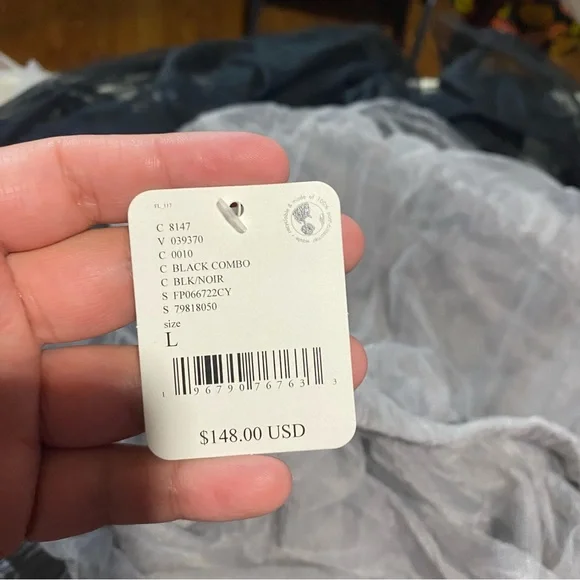 C 8147
V 039370
C 0010
C BLACK COMBO
C BLK/NOIR
S FP066722CY
S 79818050
size
L
1 96790 76763 3
$148.00 USD